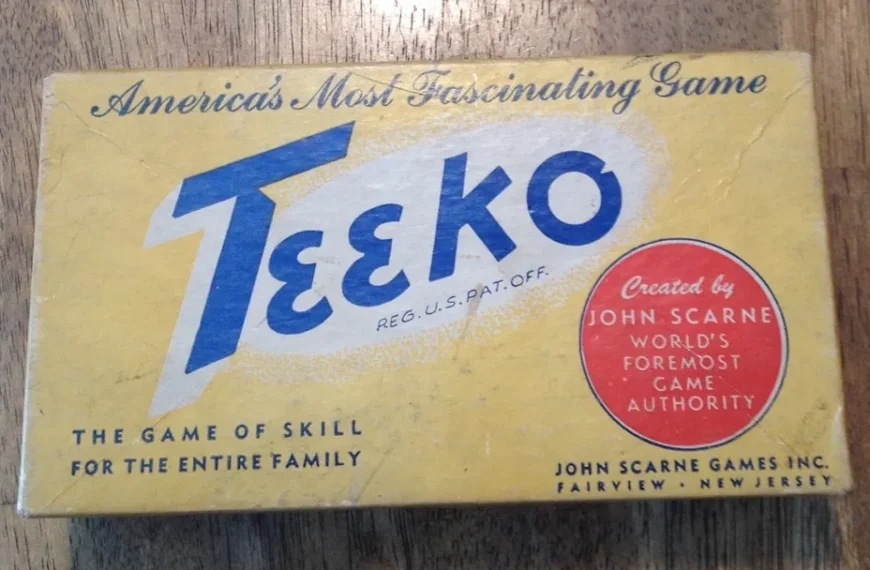 America's Most Fascinating Game
TEEKO
REG. U.S. PAT. OFF.
Created by
JOHN SCARNE
WORLD'S
FOREMOST
GAME
AUTHORITY
THE GAME OF SKILL
FOR THE ENTIRE FAMILY
JOHN SCARNE GAMES INC.
FAIRVIEW · NEW JERSEY